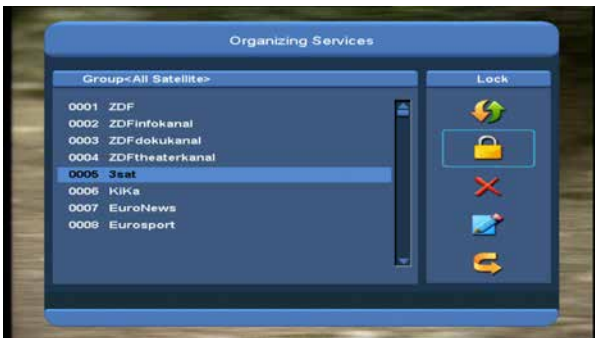 Organizing Services
Group<All Satellite>
Lock
0001 ZDF
0002 ZDFinfokanal
0003 ZDFdokukanal
0004 ZDFtheaterkanal
0005 3sat
0006 KiKa
0007 EuroNews
0008 Eurosport